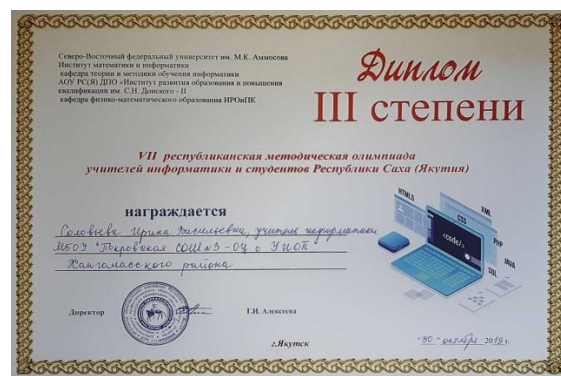 Северо-Восточный федеральный университет им. М.К. Аммосова
Институт математики и информатики
кафедра теории и методики обучения информатики
АОУ РС(Я) ДПО «Институт развития образования и повышения
квалификации им. С.Н. Донского - II
кафедра физико-математического образования ИРОиПК
Диплом
III степени
VII республиканская методическая олимпиада
учителей информатики и студентов Республики Саха (Якутия)
награждается
Соловьева Ирина Васильевна, учитель информатики
МБОУ "Покровская СОШ №3 - ОЦ с УИОП"
Хангаласского района
HTML5
CSS
XML
<code/>
PHP
JAVA
SQL
Директор
Г.И. Алексеева
г.Якутск
"30" октября 2019 г.